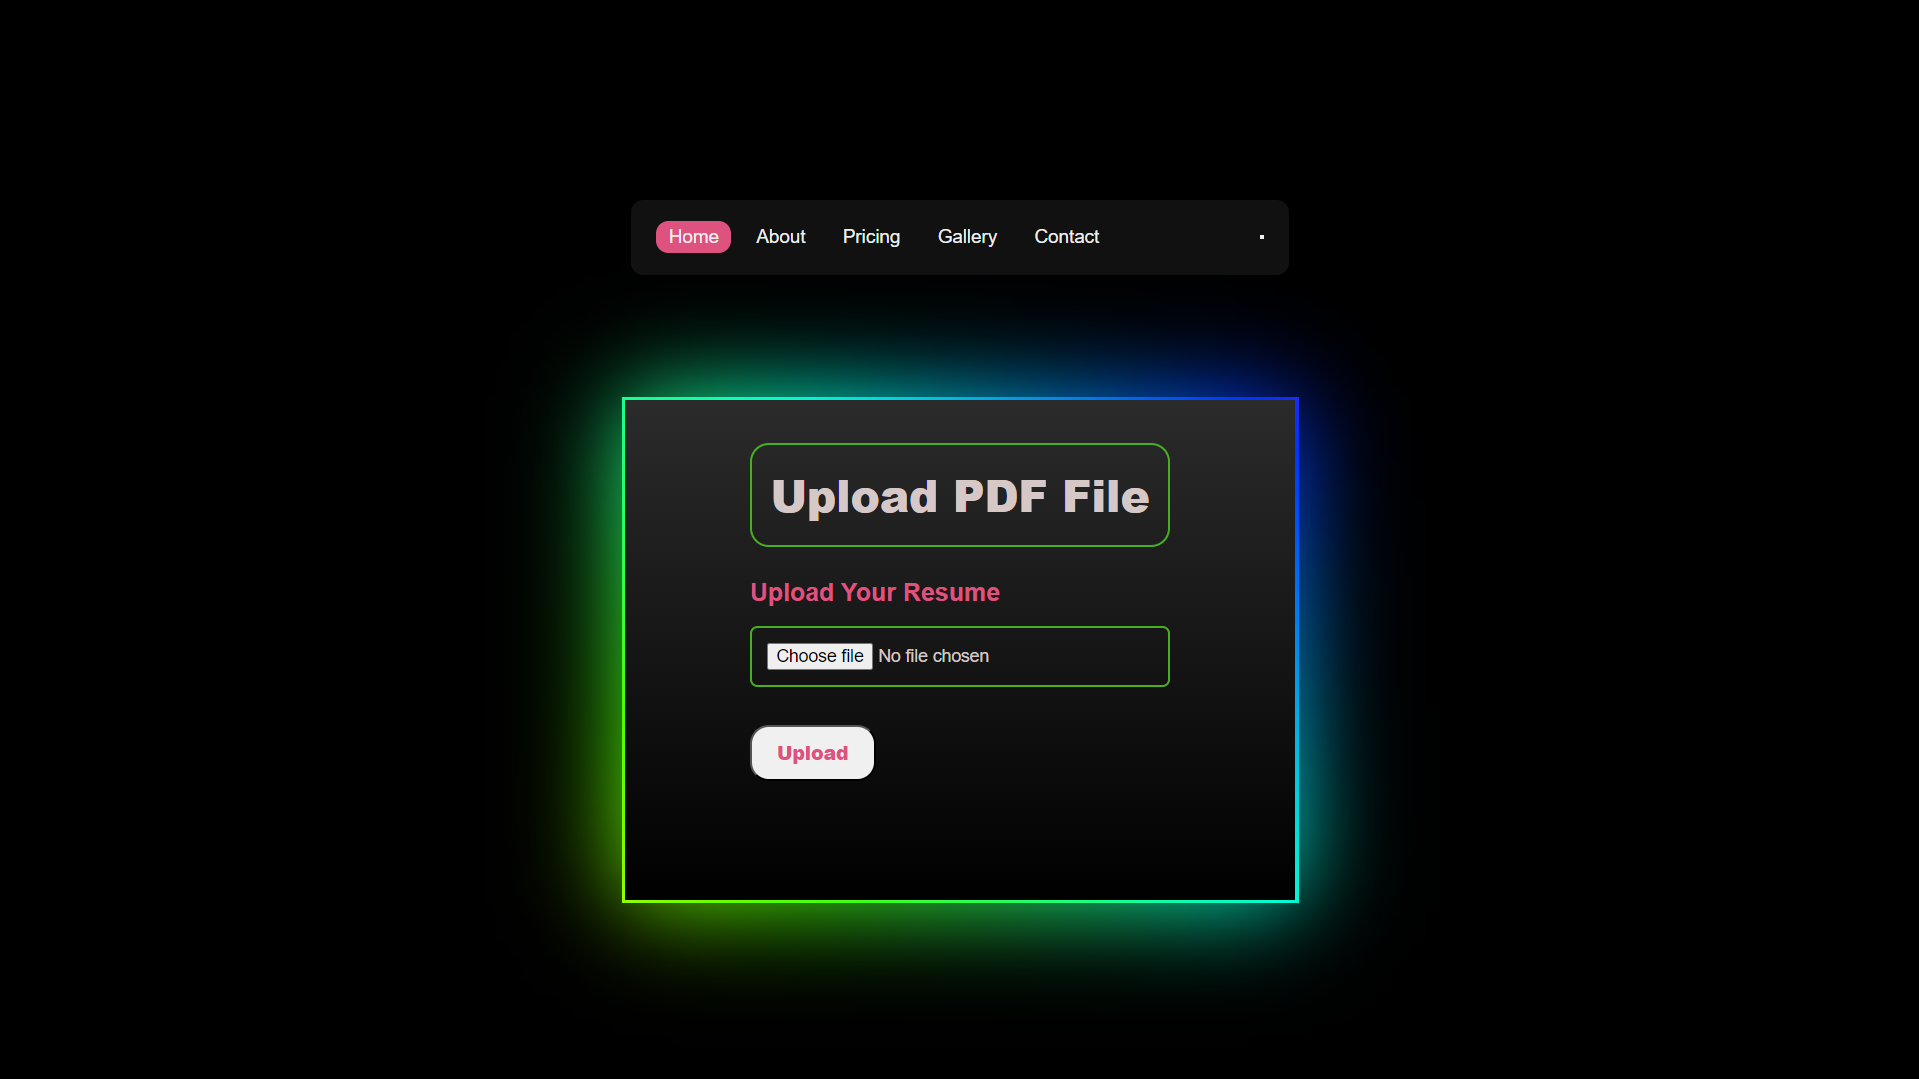 Home About Pricing Gallery Contact
Upload PDF File
Upload Your Resume
Choose file No file chosen
Upload